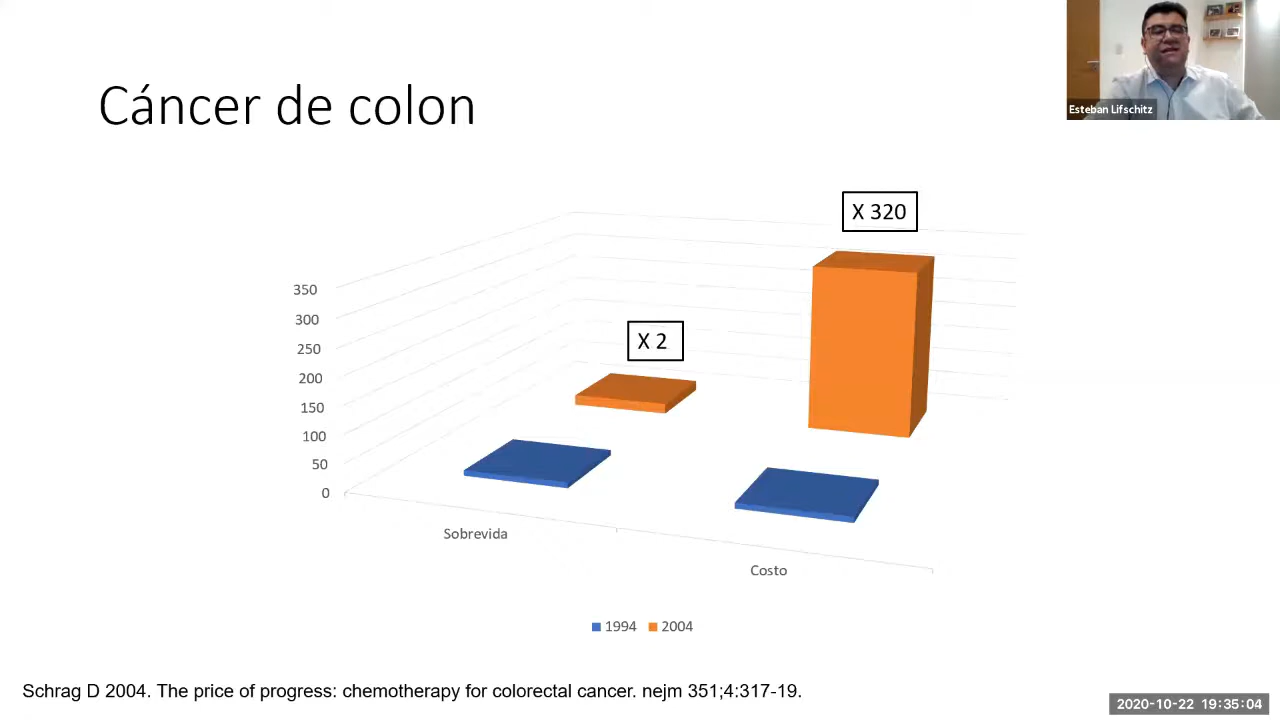 Cáncer de colon
Esteban Lifschitz
X 320
X 2
350
300
250
200
150
100
50
0
Sobrevida
Costo
1994 2004
Schrag D 2004. The price of progress: chemotherapy for colorectal cancer. nejm 351;4:317-19.
2020-10-22 19:35:04